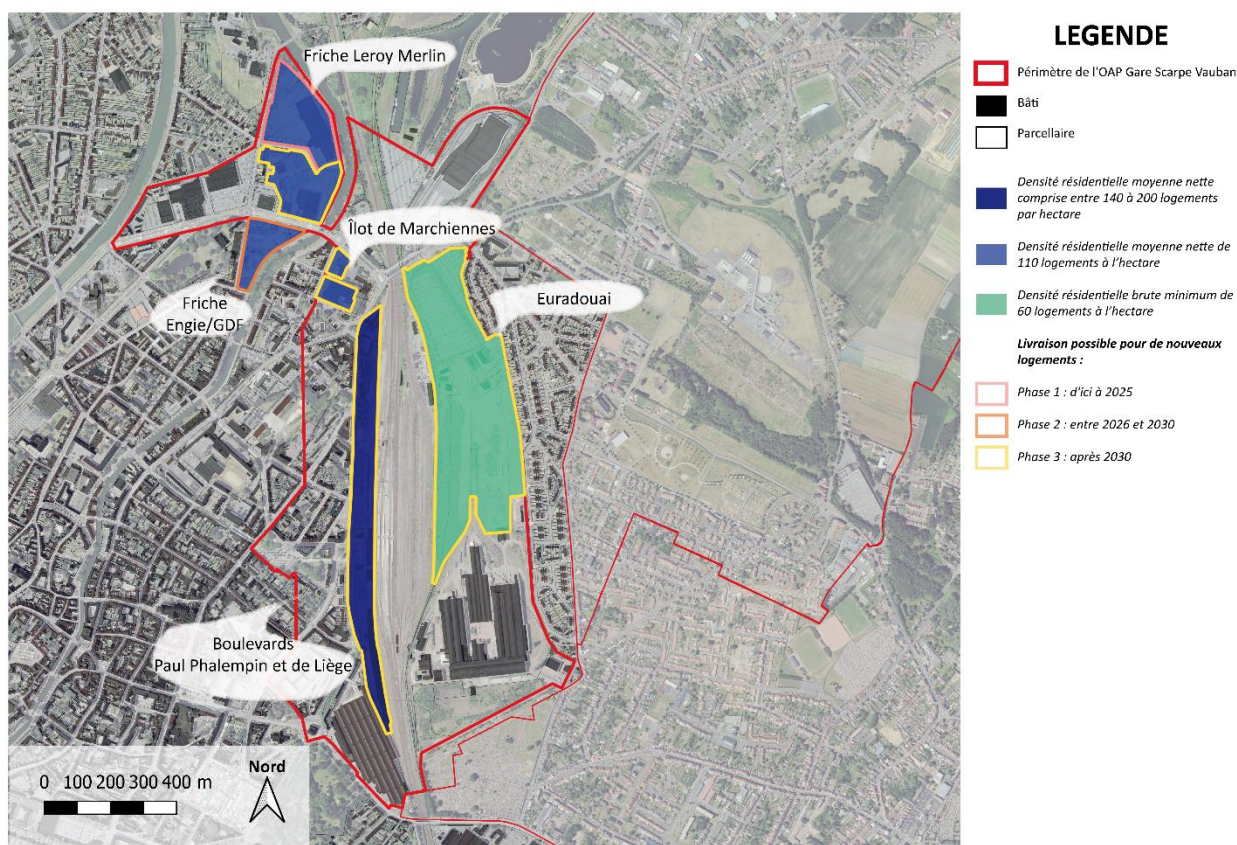 Friche Leroy Merlin
Îlot de Marchiennes
Friche
Engie/GDF
Euradouai
Boulevards
Paul Phalempin et de Liège
0 100 200 300 400 m
Nord
LEGENDE
Périmètre de l'OAP Gare Scarpe Vauban
Bâti
Parcellaire
Densité résidentielle moyenne nette
comprise entre 140 à 200 logements
par hectare
Densité résidentielle moyenne nette de
110 logements à l'hectare
Densité résidentielle brute minimum de
60 logements à l'hectare
Livraison possible pour de nouveaux
logements :
Phase 1 : d'ici à 2025
Phase 2 : entre 2026 et 2030
Phase 3 : après 2030